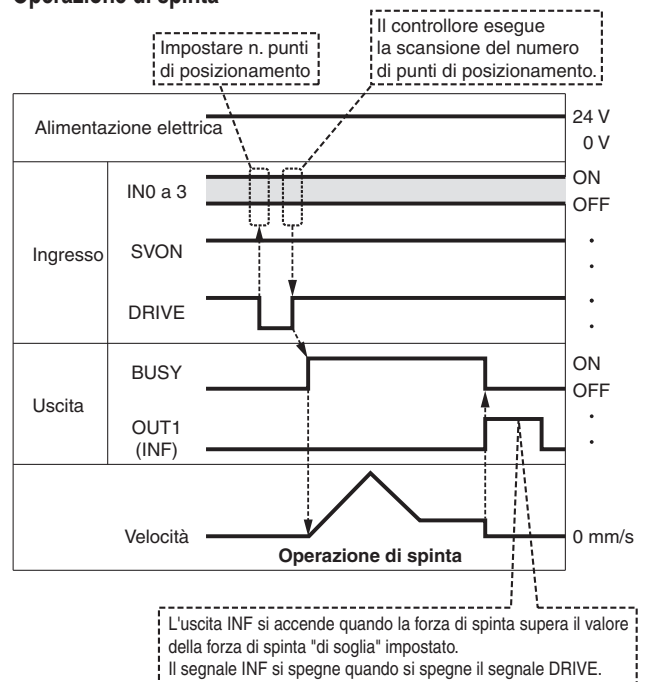 Operazione di spinta
Impostare n. punti
di posizionamento
Il controllore esegue
la scansione del numero
di punti di posizionamento.
Alimentazione elettrica
24 V
0 V
Ingresso
IN0 a 3
ON
OFF
SVON
DRIVE
Uscita
BUSY
ON
OFF
OUT1
(INF)
Velocità
0 mm/s
Operazione di spinta
L'uscita INF si accende quando la forza di spinta supera il valore
della forza di spinta "di soglia" impostato.
Il segnale INF si spegne quando si spegne il segnale DRIVE.